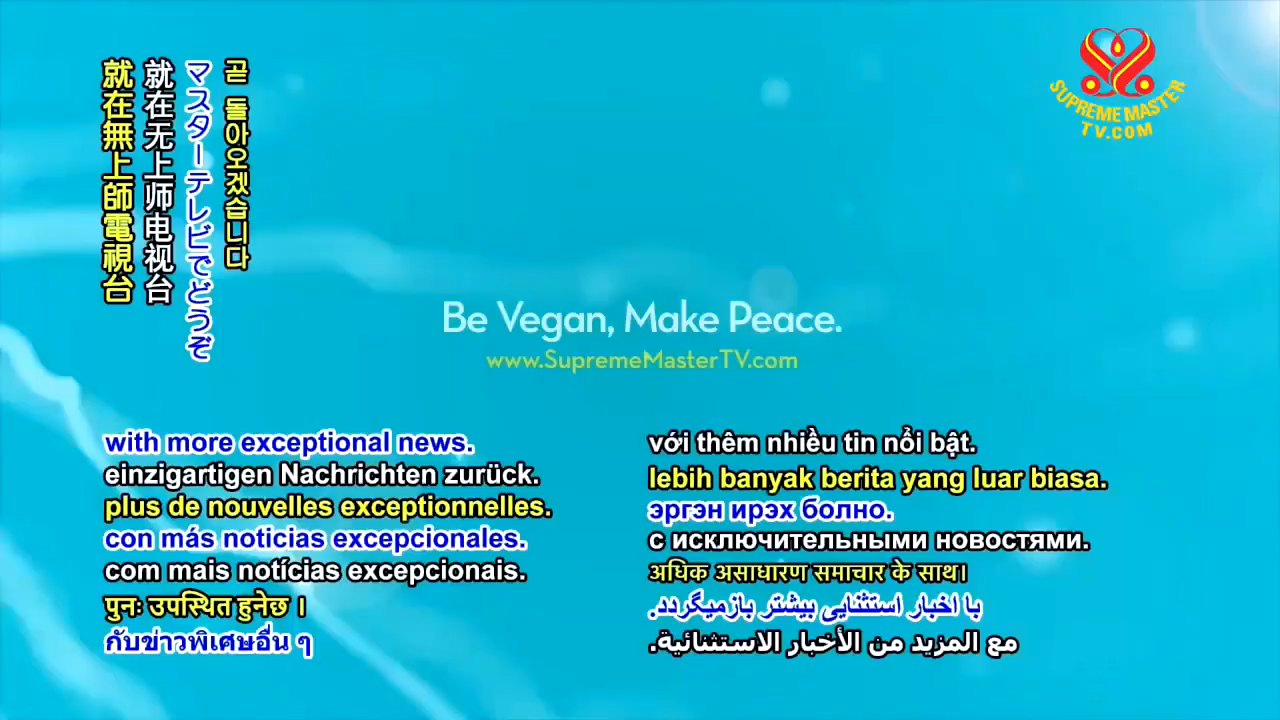 就在無上師電視台
就在无上师电视台
マスターテレビでどうぞ
곧 돌아오겠습니다
SUPREME MASTER
TV.COM
Be Vegan, Make Peace.
www.SupremeMasterTV.com
with more exceptional news.
einzigartigen Nachrichten zurück.
plus de nouvelles exceptionnelles.
con más noticias excepcionales.
com mais notícias excepcionais.
पुनः उपस्थित हुनेछ ।
กับข่าวพิเศษอื่น ๆ
với thêm nhiều tin nổi bật.
lebih banyak berita yang luar biasa.
эргэн ирэх болно.
с исключительными новостями.
अधिक असाधारण समाचार के साथ।
با اخبار استثنایی بیشتر بازمیگردد.
مع المزيد من الأخبار الاستثنائية.